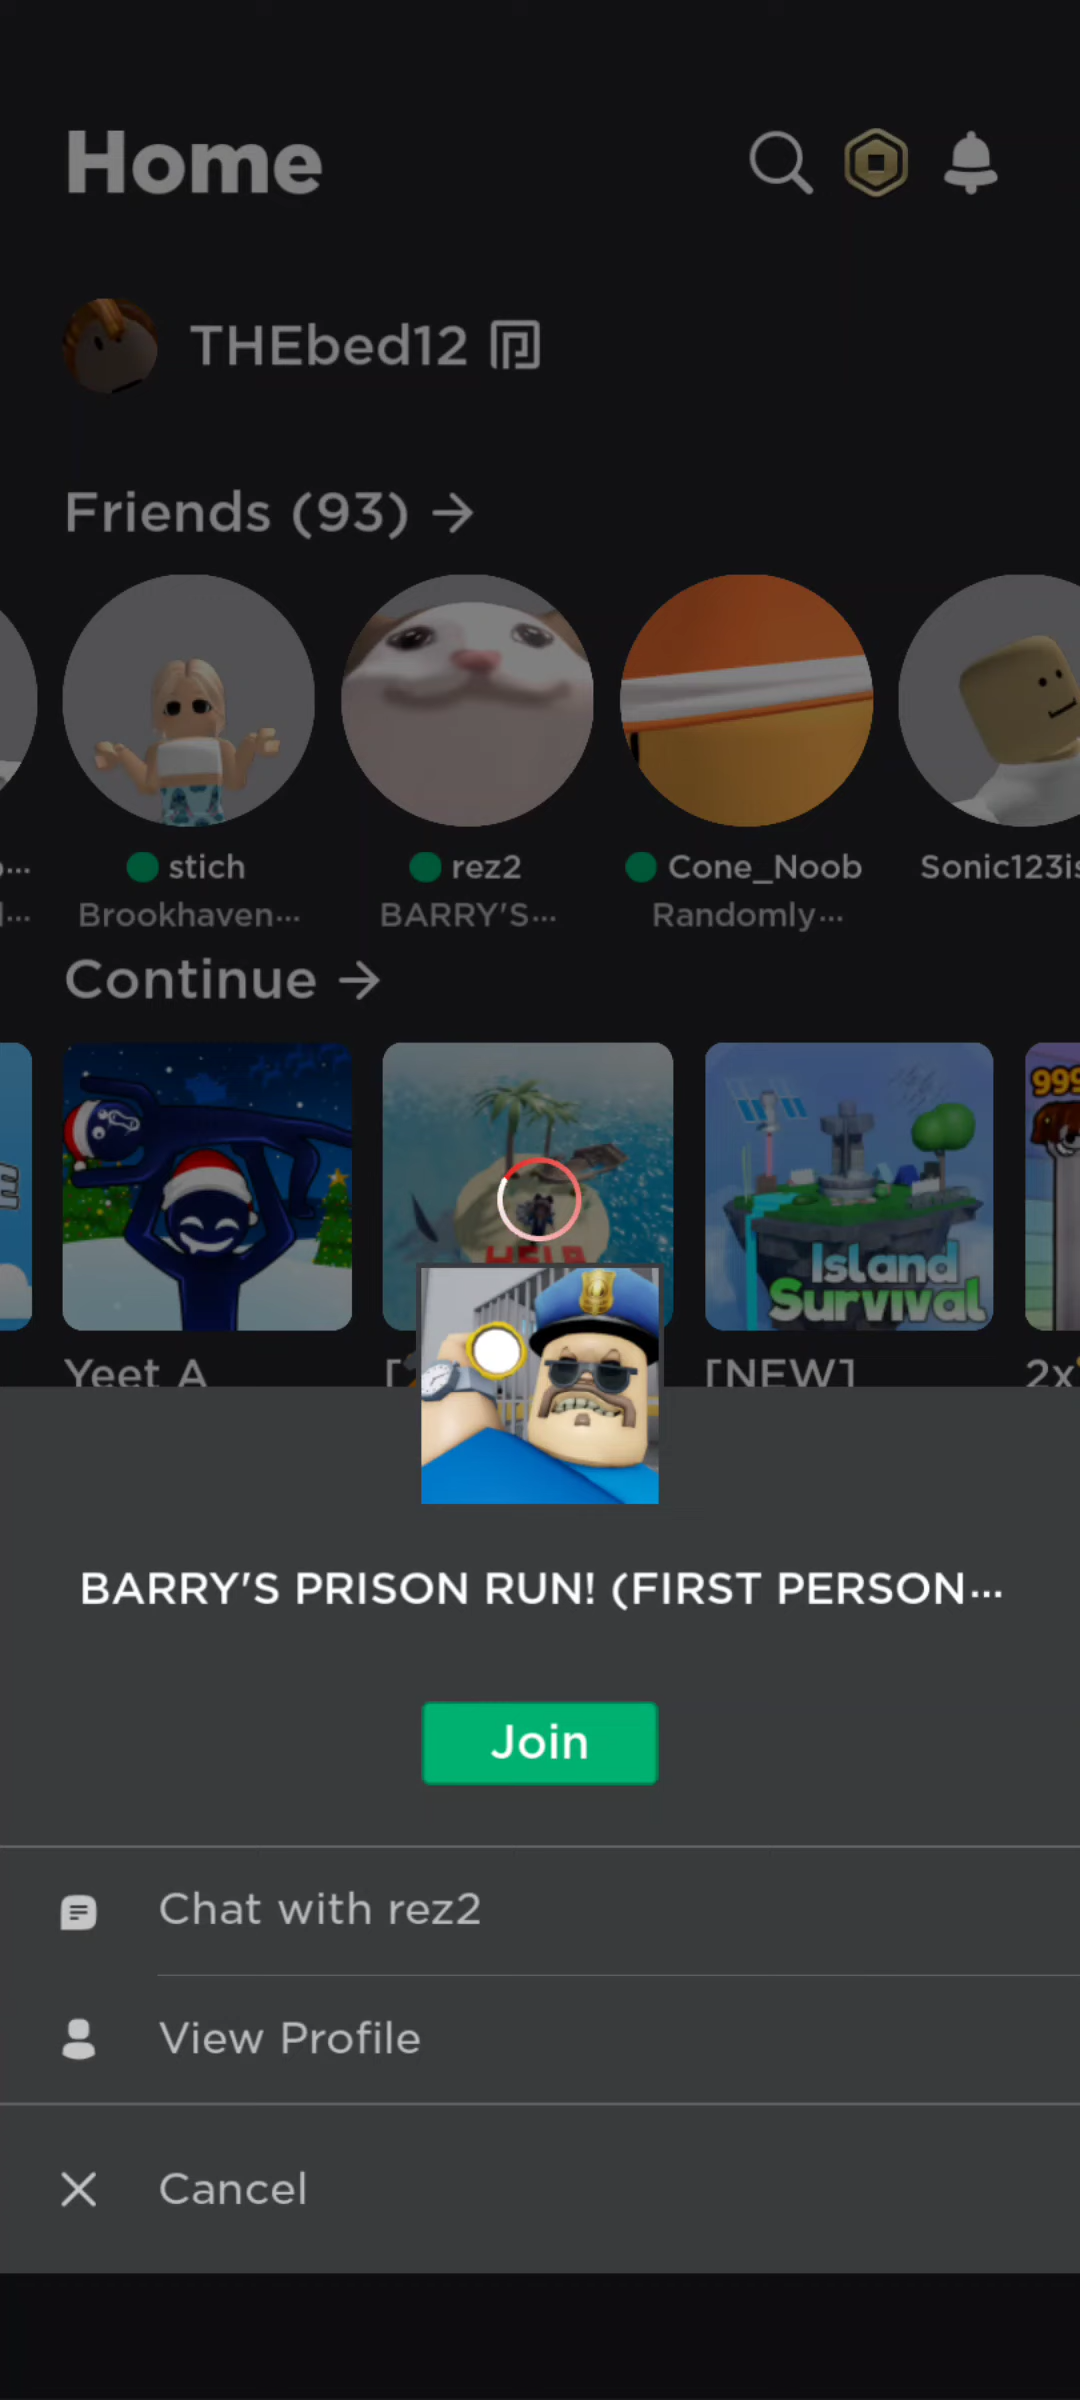 Home
THEbed12
Friends (93) →
stich
rez2
Cone_Noob
Brookhaven···
BARRY'S···
Randomly···
Continue →
Island
Survival
Yeet A
[NEW]
2x
BARRY'S PRISON RUN! (FIRST PERSON···
Join
Chat with rez2
View Profile
Cancel